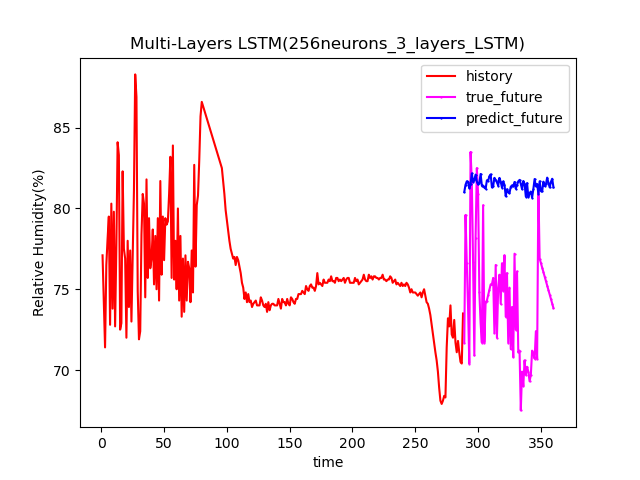 Multi-Layers LSTM(256neurons_3_layers_LSTM)
history
true_future
predict_future
Relative Humidity(%)
85
80
75
70
0 50 100 150 200 250 300 350
time